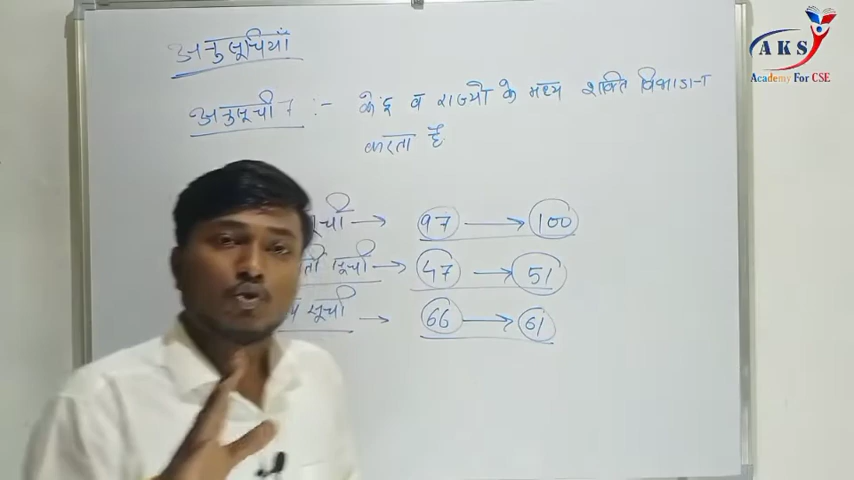 AKS
Academy For CSE
अनुसूचियाँ
अनुसूची 7 :- केंद्र व राज्यों के मध्य शक्ति विभाजन
करता है
सूची → 97 → 100
सूची → 47 → 51
सूची → 66 → 61